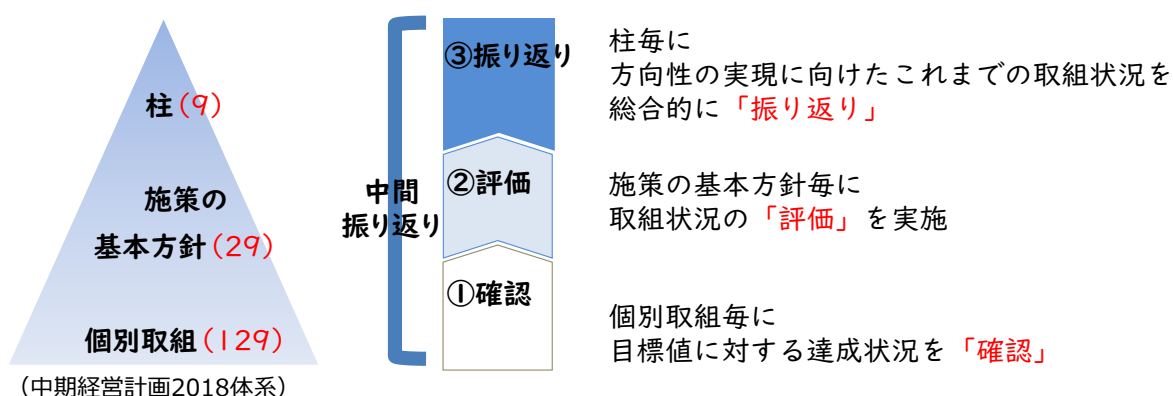 柱(9)
施策の
基本方針(29)
個別取組(129)
(中期経営計画2018体系)
中間
振り返り
③振り返り
②評価
①確認
柱毎に
方向性の実現に向けたこれまでの取組状況を
総合的に「振り返り」
施策の基本方針毎に
取組状況の「評価」を実施
個別取組毎に
目標値に対する達成状況を「確認」